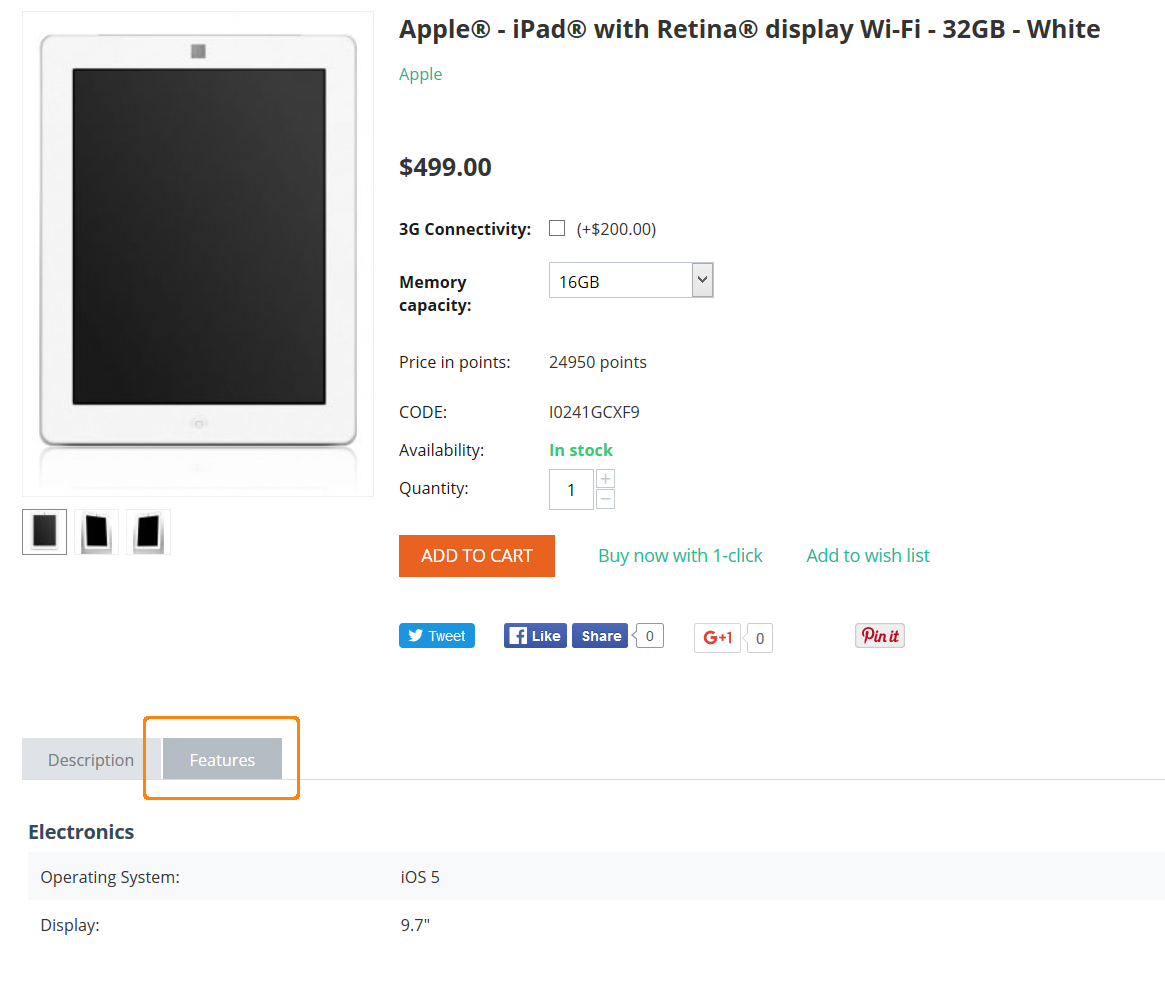 Apple® - iPad® with Retina® display Wi-Fi - 32GB - White
Apple
$499.00
3G Connectivity: (+$200.00)
Memory
capacity:
16GB
Price in points: 24950 points
CODE: I0241GCXF9
Availability: In stock
Quantity: 1 + −
ADD TO CART Buy now with 1-click Add to wish list
Tweet Like Share 0 G+1 0 Pin it
Description Features
Electronics
Operating System: iOS 5
Display: 9.7"